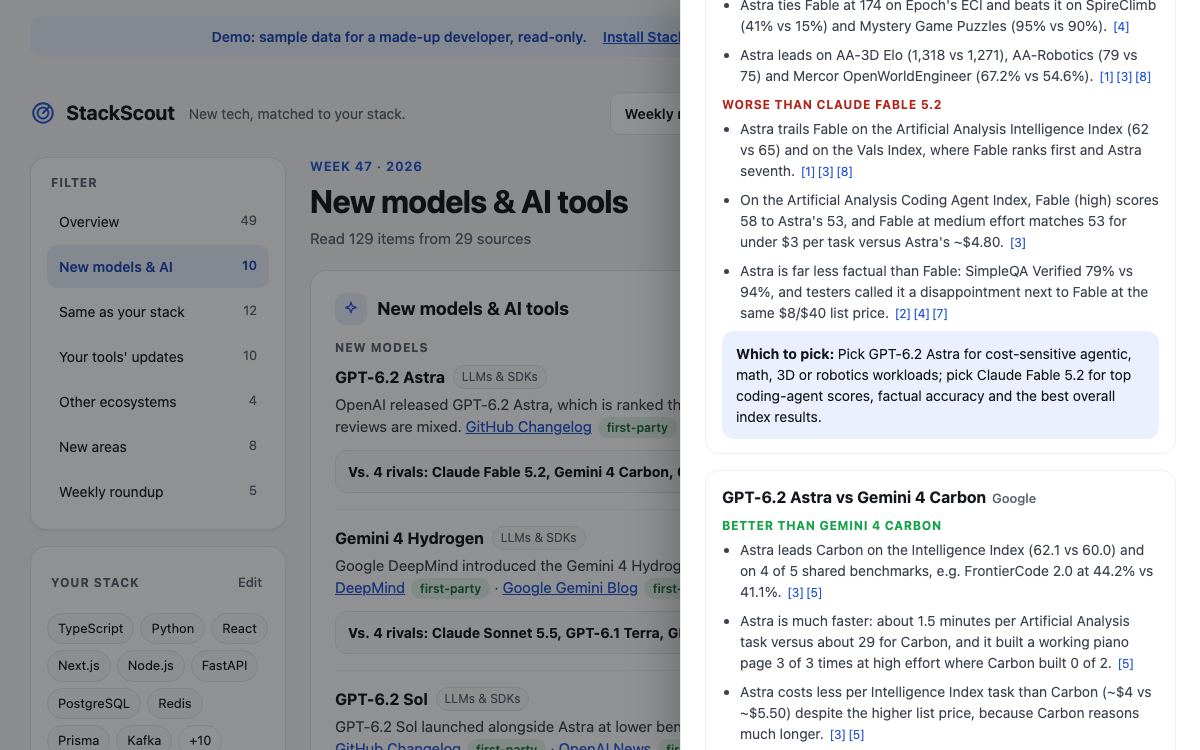 Demo: sample data for a made-up developer, read-only. Install
StackScout New tech, matched to your stack.
Weekly
FILTER
Overview 49
New models & AI 10
Same as your stack 12
Your tools' updates 10
Other ecosystems 4
New areas 8
Weekly roundup 5
YOUR STACK Edit
TypeScript Python React
Next.js Node.js FastAPI
PostgreSQL Redis
Prisma Kafka +10
WEEK 47 · 2026
New models & AI tools
Read 129 items from 29 sources
New models & AI tools
NEW MODELS
GPT-6.2 Astra LLMs & SDKs
OpenAI released GPT-6.2 Astra, which is ranked
reviews are mixed. GitHub Changelog first-party
Vs. 4 rivals: Claude Fable 5.2, Gemini 4 Carbon,
Gemini 4 Hydrogen LLMs & SDKs
Google DeepMind introduced the Gemini 4
DeepMind first-party · Google Gemini Blog
Vs. 4 rivals: Claude Sonnet 5.5, GPT-6.1 Terra,
GPT-6.2 Sol LLMs & SDKs
GPT-6.2 Sol launched alongside Astra at lower
GitHub Changelog first-party · OpenAI News
Astra ties Fable at 174 on Epoch's ECI and beats it on SpireClimb
(41% vs 15%) and Mystery Game Puzzles (95% vs 90%). [4]
Astra leads on AA-3D Elo (1,318 vs 1,271), AA-Robotics (79 vs
75) and Mercor OpenWorldEngineer (67.2% vs 54.6%). [1] [3] [8]
WORSE THAN CLAUDE FABLE 5.2
Astra trails Fable on the Artificial Analysis Intelligence Index (62
vs 65) and on the Vals Index, where Fable ranks first and Astra
seventh. [1] [3] [8]
On the Artificial Analysis Coding Agent Index, Fable (high) scores
58 to Astra's 53, and Fable at medium effort matches 53 for
under $3 per task versus Astra's ~$4.80. [3]
Astra is far less factual than Fable: SimpleQA Verified 79% vs
94%, and testers called it a disappointment next to Fable at the
same $8/$40 list price. [2] [4] [7]
Which to pick: Pick GPT-6.2 Astra for cost-sensitive agentic,
math, 3D or robotics workloads; pick Claude Fable 5.2 for top
coding-agent scores, factual accuracy and the best overall
index results.
GPT-6.2 Astra vs Gemini 4 Carbon Google
BETTER THAN GEMINI 4 CARBON
Astra leads Carbon on the Intelligence Index (62.1 vs 60.0) and
on 4 of 5 shared benchmarks, e.g. FrontierCode 2.0 at 44.2% vs
41.1%. [3] [5]
Astra is much faster: about 1.5 minutes per Artificial Analysis
task versus about 29 for Carbon, and it built a working piano
page 3 of 3 times at high effort where Carbon built 0 of 2. [5]
Astra costs less per Intelligence Index task than Carbon (~$4 vs
~$5.50) despite the higher list price, because Carbon reasons
much longer. [3] [5]